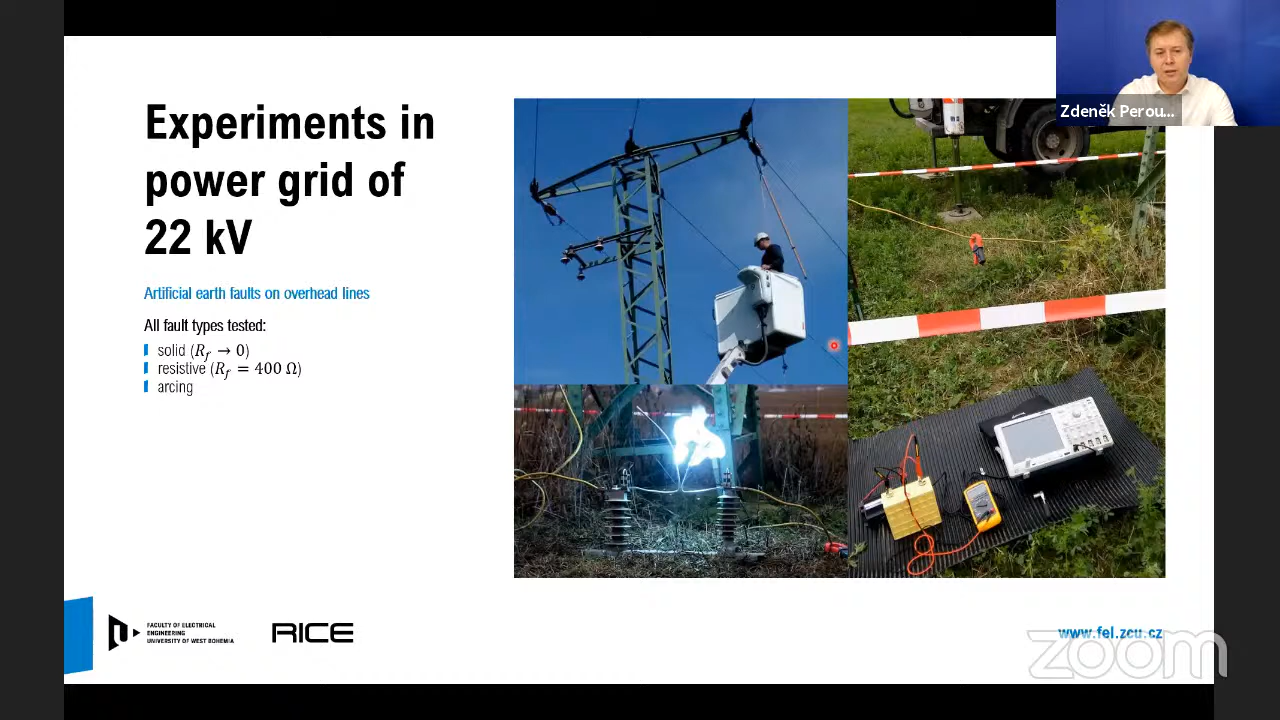 Experiments in
power grid of
22 kV
Artificial earth faults on overhead lines
All fault types tested:
solid (R_f → 0)
resistive (R_f = 400 Ω)
arcing
Zdeněk Perou...
FACULTY OF ELECTRICAL
ENGINEERING
UNIVERSITY OF WEST BOHEMIA
RICE
www.fel.zcu.cz
zoom